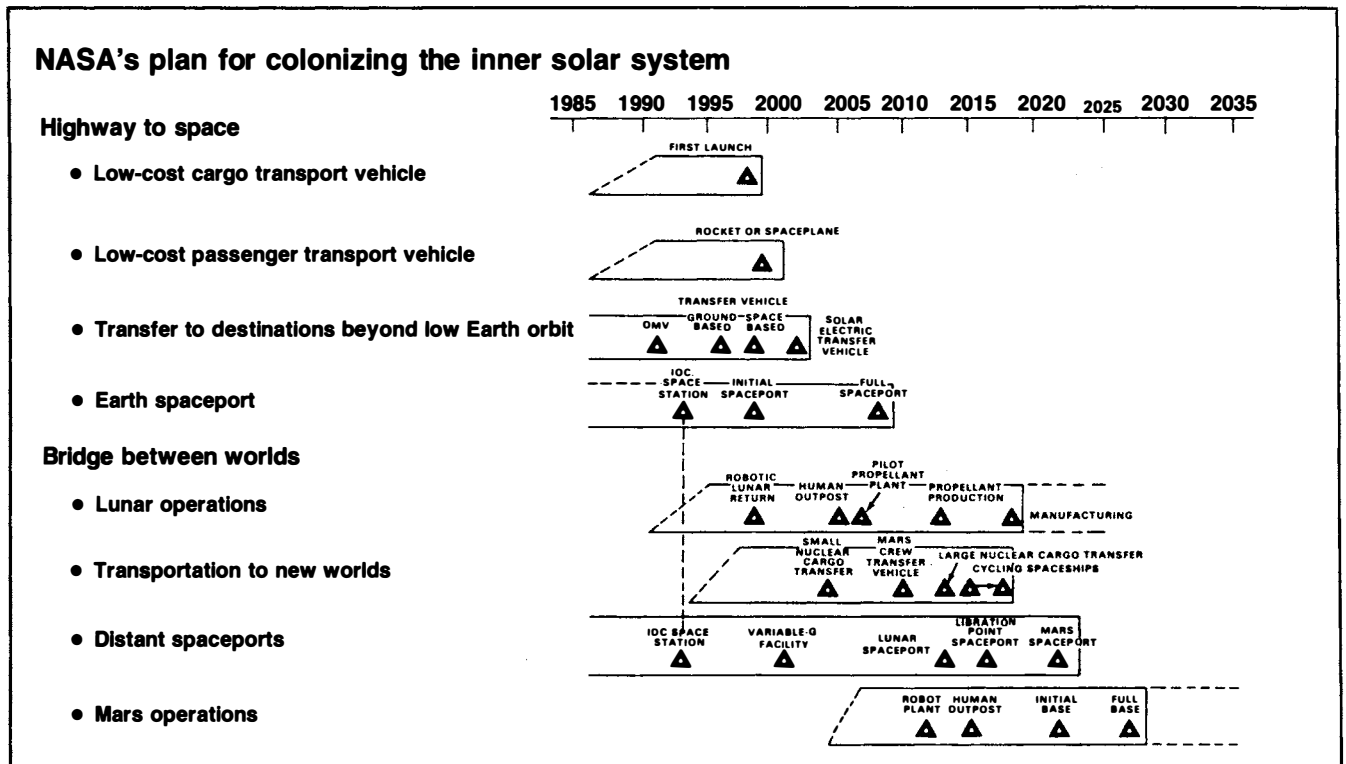 NASA's plan for colonizing the inner solar system
1985 1990 1995 2000 2005 2010 2015 2020 2025 2030 2035
Highway to space
FIRST LAUNCH
• Low-cost cargo transport vehicle
ROCKET OR SPACEPLANE
• Low-cost passenger transport vehicle
TRANSFER VEHICLE
• Transfer to destinations beyond low Earth orbit
OMV
GROUND-
BASED
SPACE
BASED
SOLAR
ELECTRIC
TRANSFER
VEHICLE
• Earth spaceport
IOC.
SPACE
STATION
INITIAL
SPACEPORT
FULL
SPACEPORT
Bridge between worlds
• Lunar operations
ROBOTIC
LUNAR
RETURN
HUMAN
OUTPOST
PILOT
PROPELLANT
PLANT
PROPELLANT
PRODUCTION
MANUFACTURING
• Transportation to new worlds
SMALL
NUCLEAR
CARGO
TRANSFER
MARS
CREW
TRANSFER
VEHICLE
LARGE NUCLEAR CARGO TRANSFER
CYCLING SPACESHIPS
• Distant spaceports
IOC SPACE
STATION
VARIABLE-G
FACILITY
LUNAR
SPACEPORT
LIBRATION
POINT
SPACEPORT
MARS
SPACEPORT
• Mars operations
ROBOT
PLANT
HUMAN
OUTPOST
INITIAL
BASE
FULL
BASE